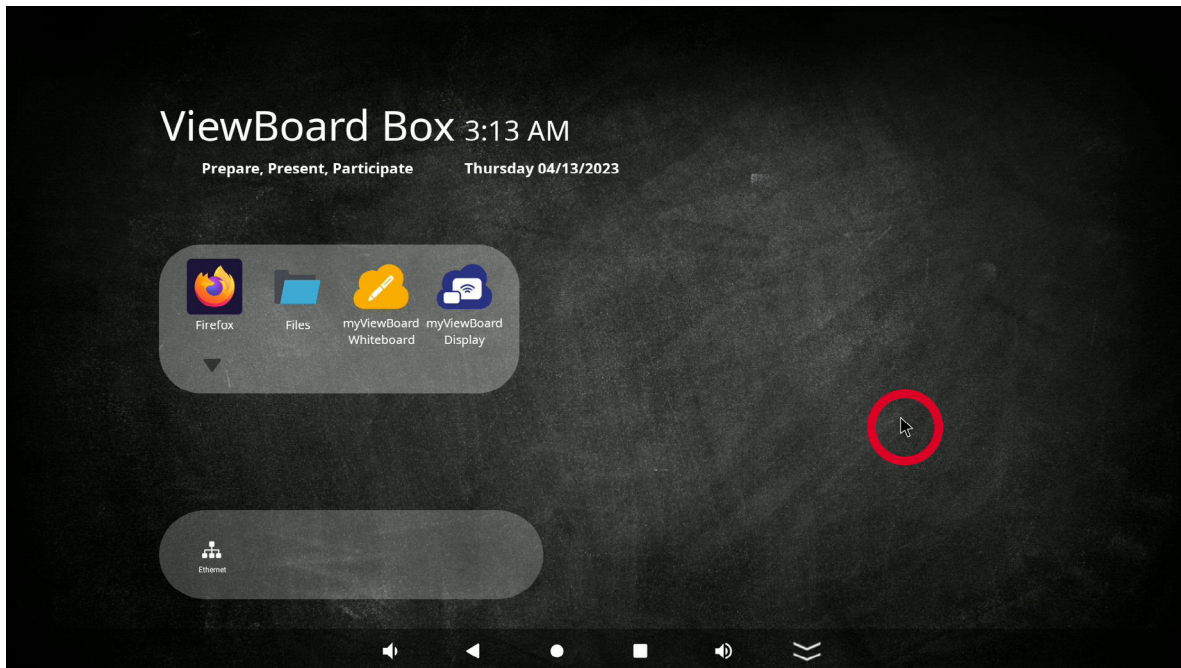 ViewBoard Box 3:13 AM
Prepare, Present, Participate Thursday 04/13/2023
Firefox
Files
myViewBoard Whiteboard
myViewBoard Display
Ethernet